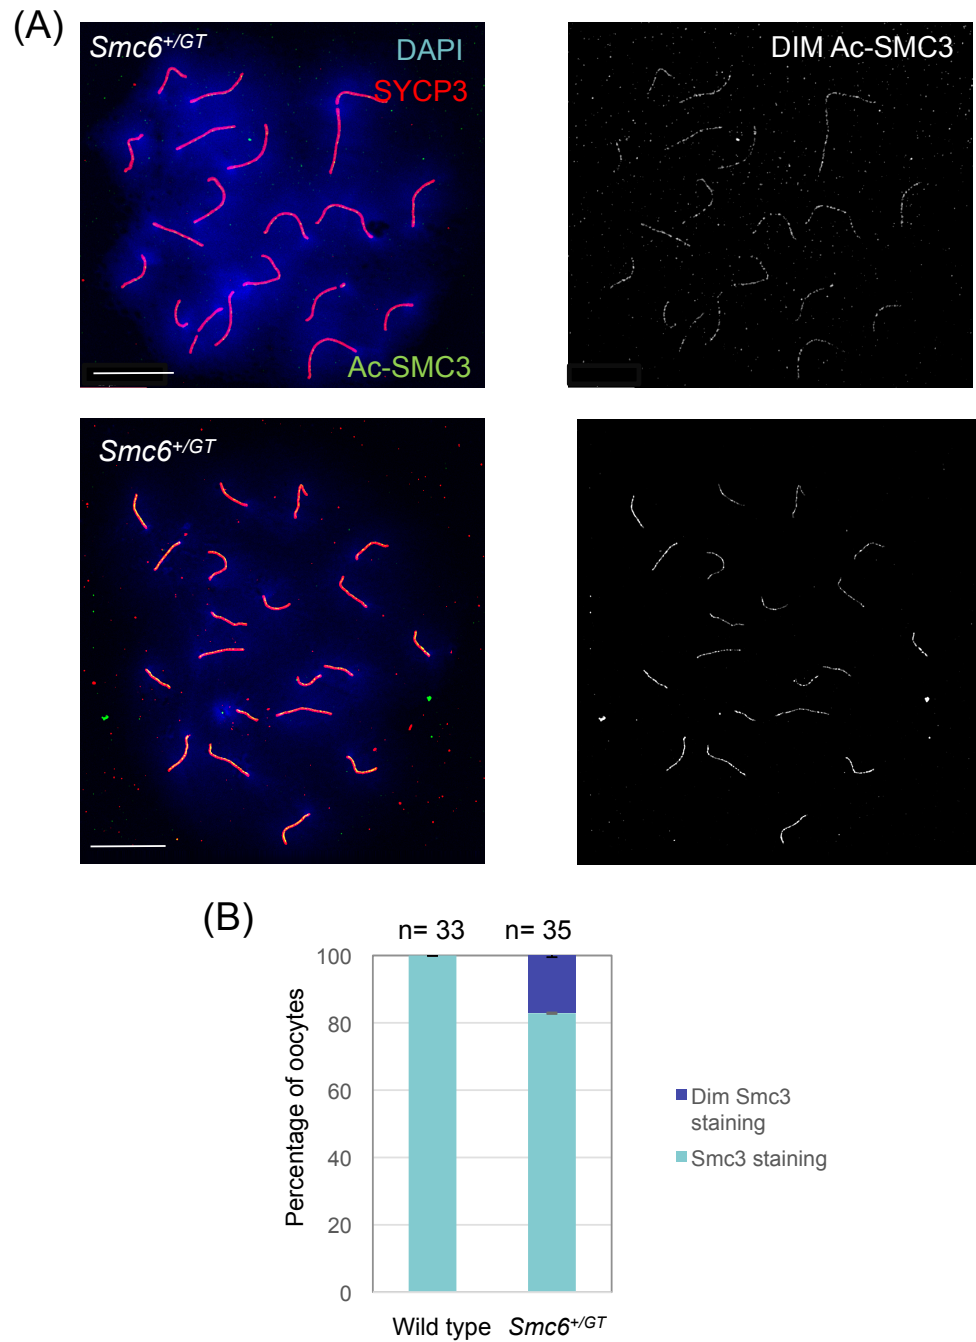 (A)
Smc6+/GT
DAPI
SYCP3
Ac-SMC3
DIM Ac-SMC3
Smc6+/GT
(B)
n= 33
n= 35
100
80
60
40
20
0
Percentage of oocytes
Wild type
Smc6+/GT
Dim Smc3
staining
Smc3 staining